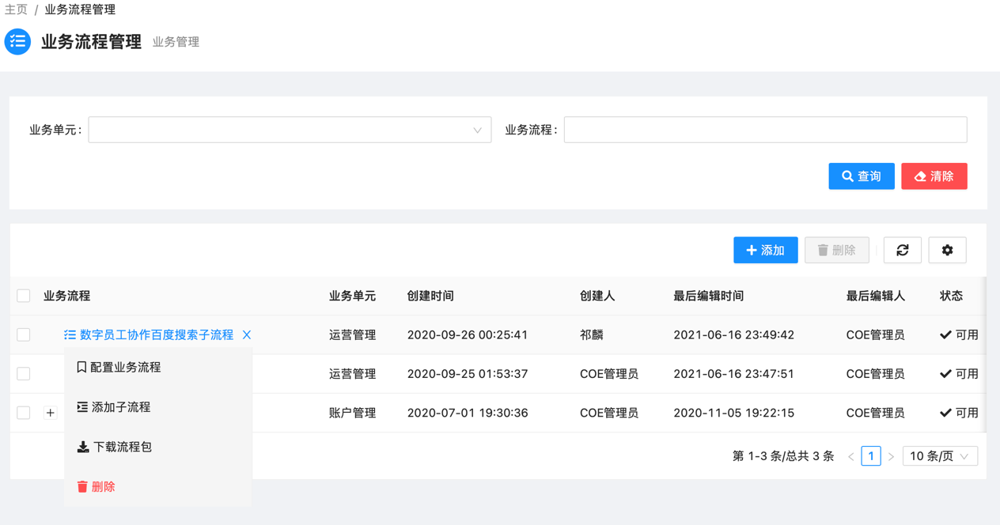 主页 / 业务流程管理
业务流程管理 业务管理
业务单元: 业务流程:
查询 清除
添加 删除
业务流程 业务单元 创建时间 创建人 最后编辑时间 最后编辑人 状态
数字员工协作百度搜索子流程 运营管理 2020-09-26 00:25:41 祁麟 2021-06-16 23:49:42 COE管理员 可用
配置业务流程
运营管理 2020-09-25 01:53:37 COE管理员 2021-06-16 23:47:51 COE管理员 可用
添加子流程
账户管理 2020-07-01 19:30:36 COE管理员 2020-11-05 19:22:15 COE管理员 可用
下载流程包
第 1-3 条/总共 3 条 < 1 > 10 条/页
删除